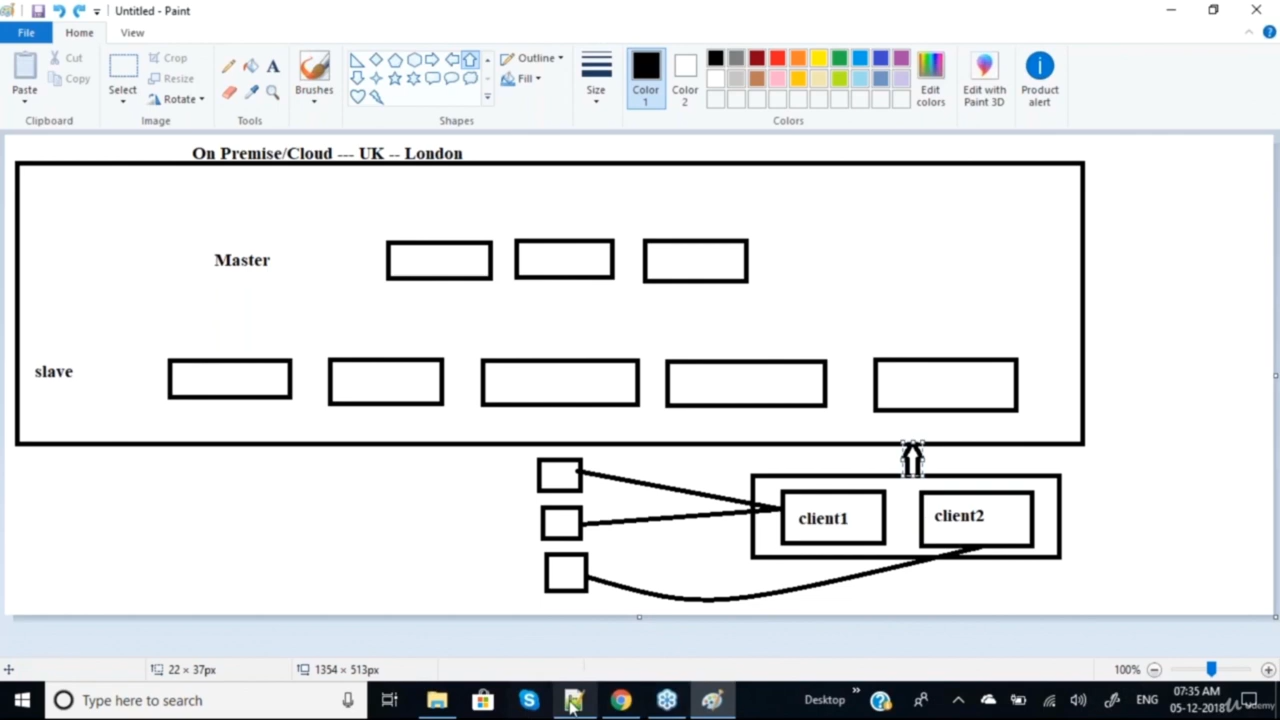 Untitled - Paint
File
Home
View
Paste
Cut
Copy
Clipboard
Select
Crop
Resize
Rotate
Image
A
Tools
Brushes
Outline
Fill
Shapes
Size
Color 1
Color 2
Edit colors
Edit with Paint 3D
Product alert
Colors
On Premise/Cloud --- UK -- London
Master
slave
client1
client2
22 × 37px
1354 × 513px
100%
Type here to search
Desktop
ENG
07:35 AM
05-12-2018
Udemy